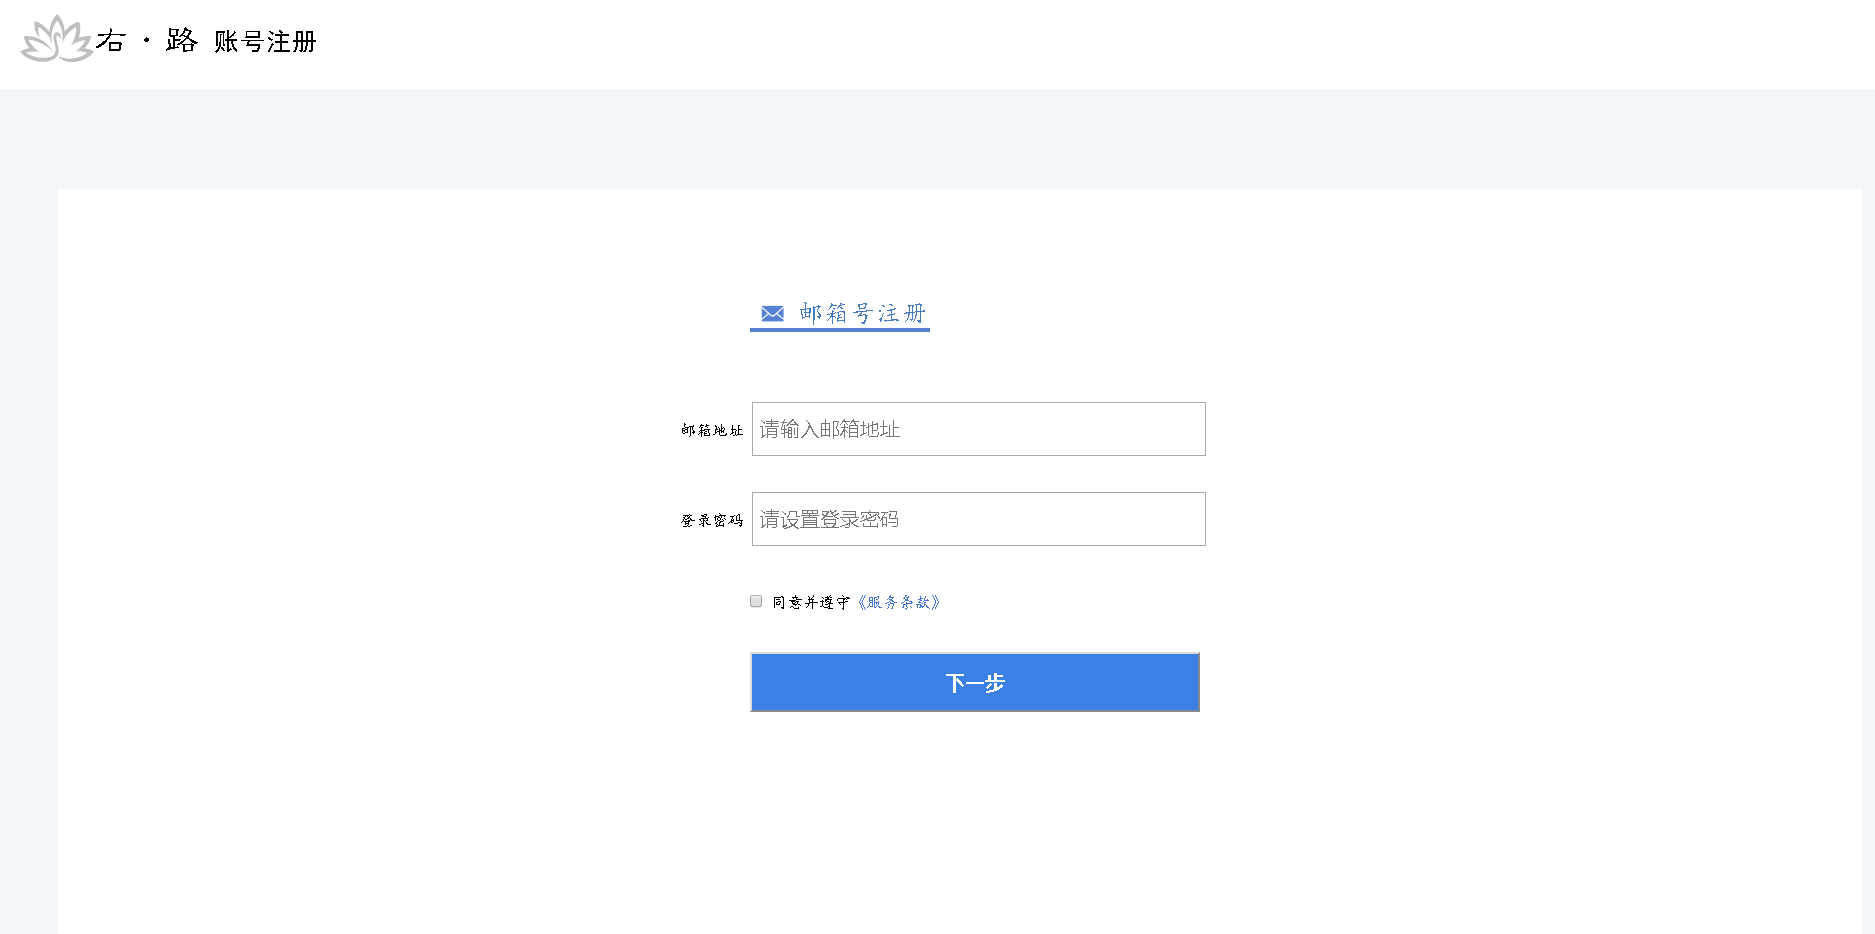 右·路 账号注册
邮箱号注册
邮箱地址 请输入邮箱地址
登录密码 请设置登录密码
同意并遵守《服务条款》
下一步